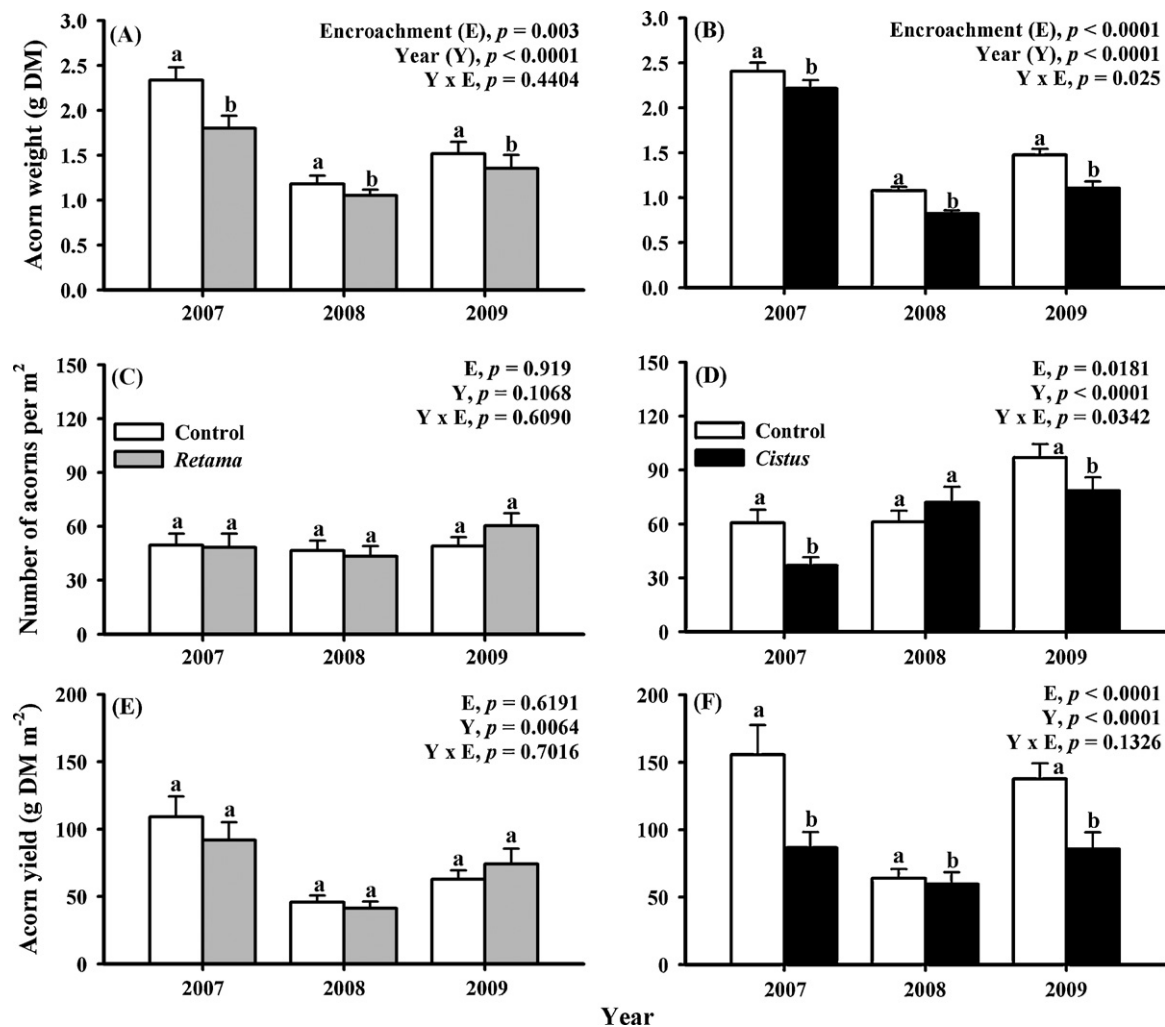 Acorn weight (g DM)
3.0
2.5
2.0
1.5
1.0
0.5
0.0
(A)
Encroachment (E), p = 0.003
Year (Y), p < 0.0001
Y x E, p = 0.4404
a
b
a
b
a
b
2007
2008
2009
3.0
2.5
2.0
1.5
1.0
0.5
0.0
(B)
Encroachment (E), p < 0.0001
Year (Y), p < 0.0001
Y x E, p = 0.025
a
b
a
b
a
b
2007
2008
2009
Number of acorns per m2
150
120
90
60
30
0
(C)
E, p = 0.919
Y, p = 0.1068
Y x E, p = 0.6090
Control
Retama
a
a
a
a
a
a
2007
2008
2009
150
120
90
60
30
0
(D)
E, p = 0.0181
Y, p < 0.0001
Y x E, p = 0.0342
Control
Cistus
a
b
a
a
a
b
2007
2008
2009
Acorn yield (g DM m-2)
200
150
100
50
0
(E)
E, p = 0.6191
Y, p = 0.0064
Y x E, p = 0.7016
a
a
a
a
a
a
2007
2008
2009
200
150
100
50
0
(F)
E, p < 0.0001
Y, p < 0.0001
Y x E, p = 0.1326
a
b
a
b
a
b
2007
2008
2009
Year